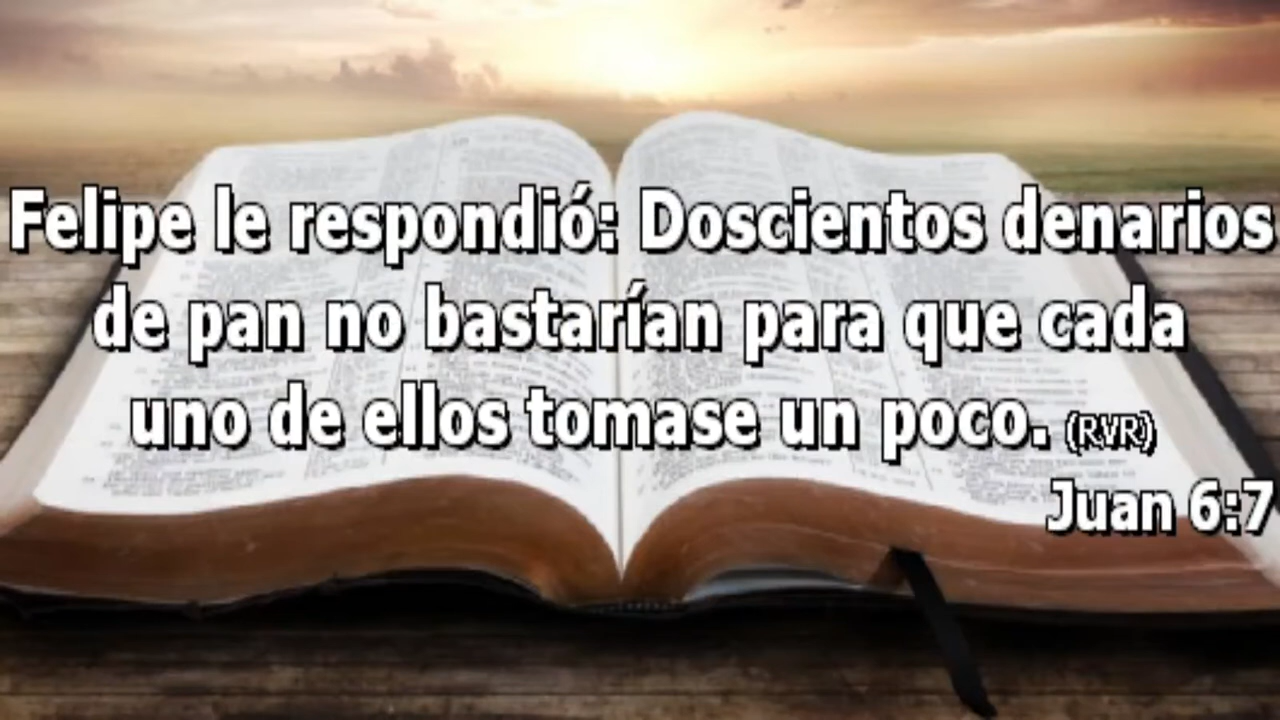 Felipe le respondió: Doscientos denarios
de pan no bastarían para que cada
uno de ellos tomase un poco. (RVR)
Juan 6:7